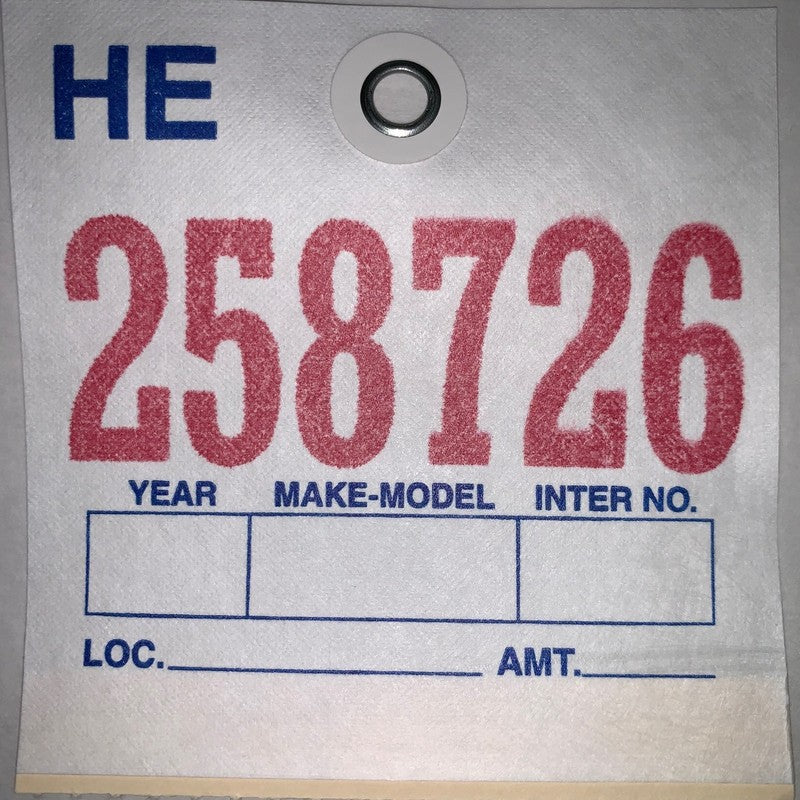 HE
258726
YEAR MAKE-MODEL INTER NO.
LOC. AMT.